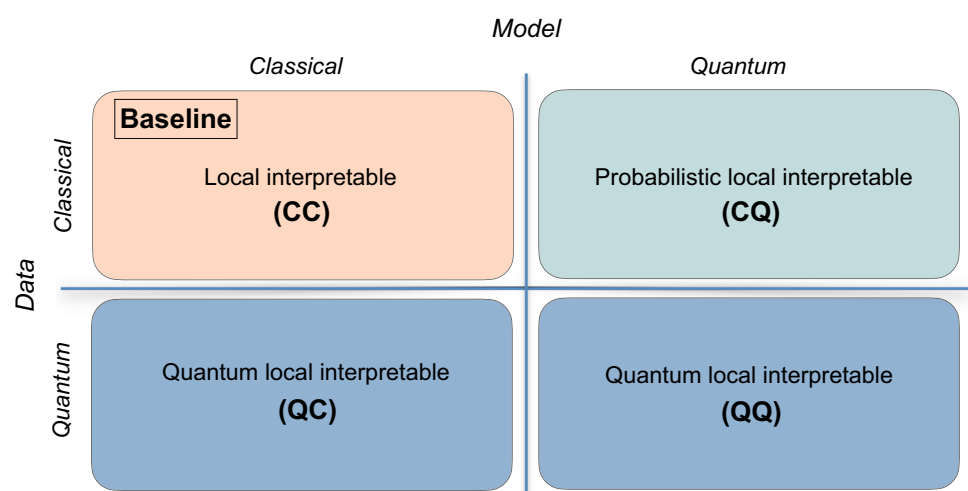 Model
Classical
Quantum
Data
Classical
Baseline
Local interpretable
(CC)
Probabilistic local interpretable
(CQ)
Quantum
Quantum local interpretable
(QC)
Quantum local interpretable
(QQ)